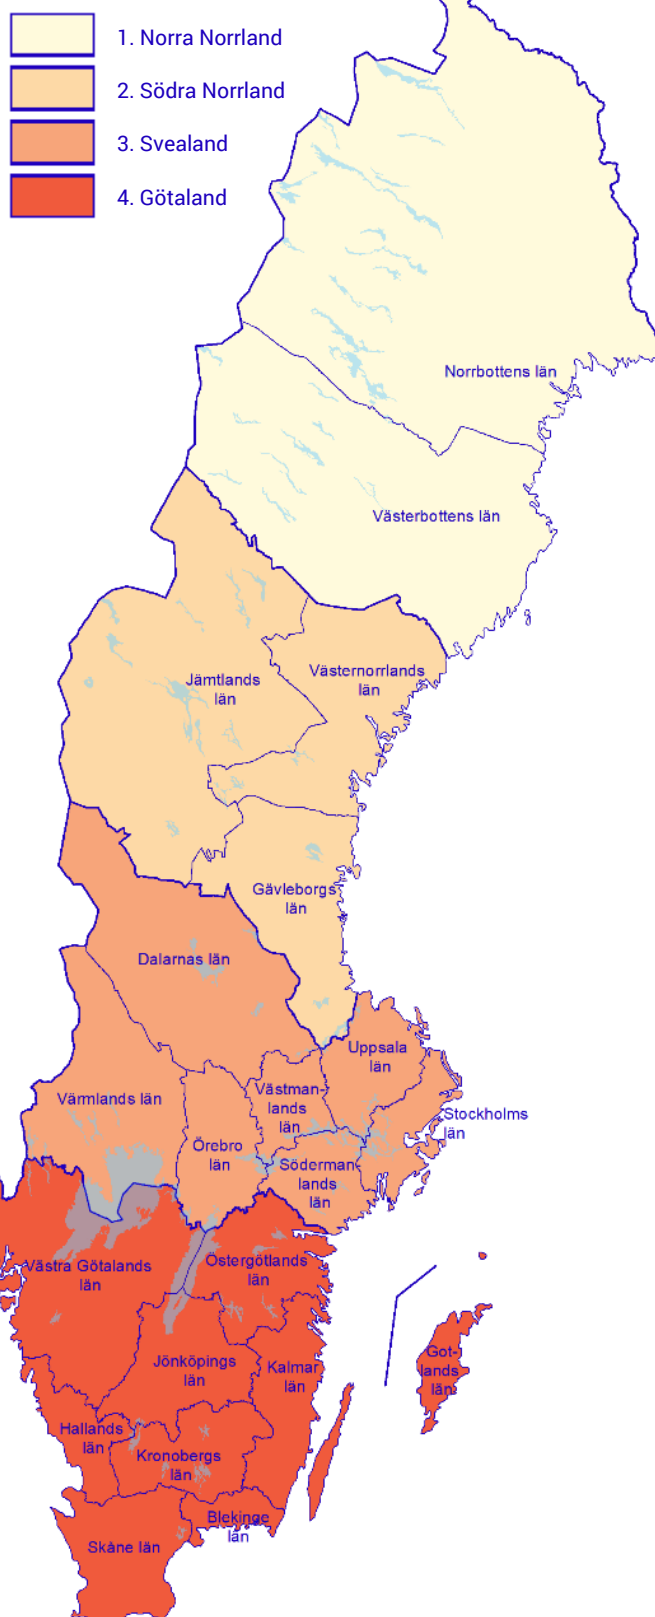 1. Norra Norrland
2. Södra Norrland
3. Svealand
4. Götaland
Norrbottens län
Västerbottens län
Jämtlands
län
Västernorrlands
län
Gävleborgs
län
Dalarnas län
Uppsala
län
Värmlands län
Västman-
lands
län
Stockholms
län
Örebro
län
Söderman-
lands
län
Västra Götalands
län
Östergötlands
län
Jönköpings
län
Kalmar
län
Got-
lands
län
Hallands
län
Kronobergs
län
Blekinge
län
Skåne län